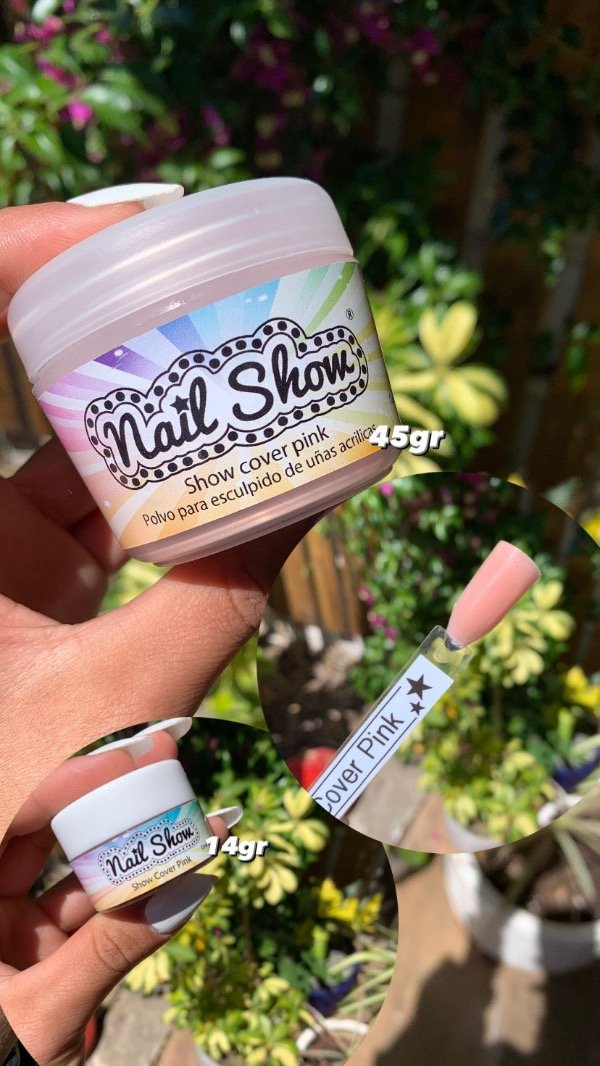 ®
Nail Show
Show cover pink
Polvo para esculpido de uñas acrilicas
45gr
Cover Pink
Nail Show
Show Cover Pink
14gr